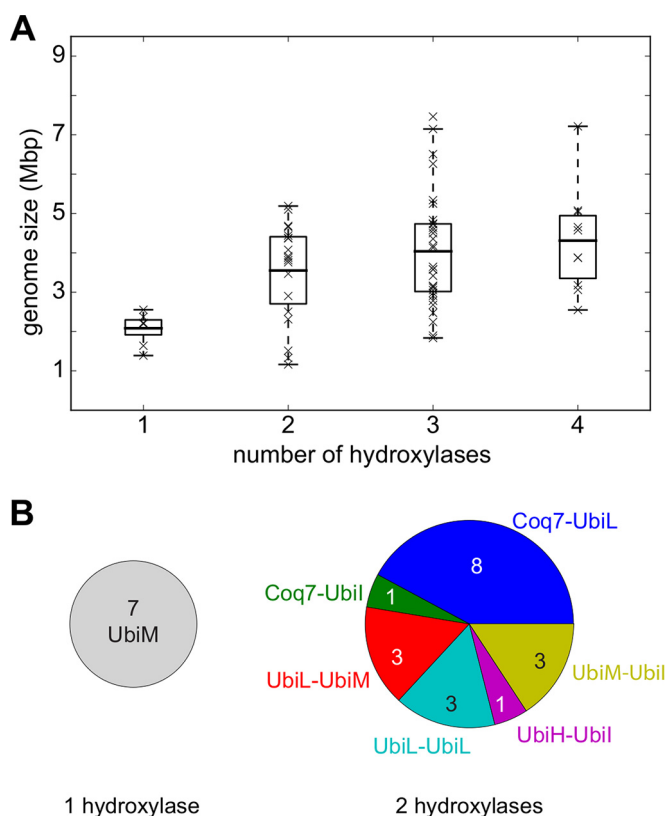 A
genome size (Mbp)
9
7
5
3
1
1 2 3 4
number of hydroxylases
B
7
UbiM
Coq7-UbiL
8
Coq7-UbiI
1
UbiL-UbiM
3
UbiL-UbiL
3
UbiH-UbiI
1
UbiM-UbiI
3
1 hydroxylase
2 hydroxylases